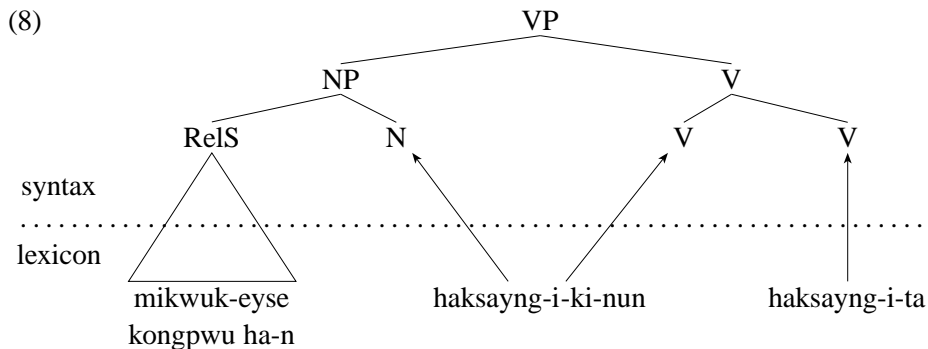 (8)
VP
NP V
RelS N V V
syntax
lexicon
mikwuk-eyse haksayng-i-ki-nun haksayng-i-ta
kongpwu ha-n